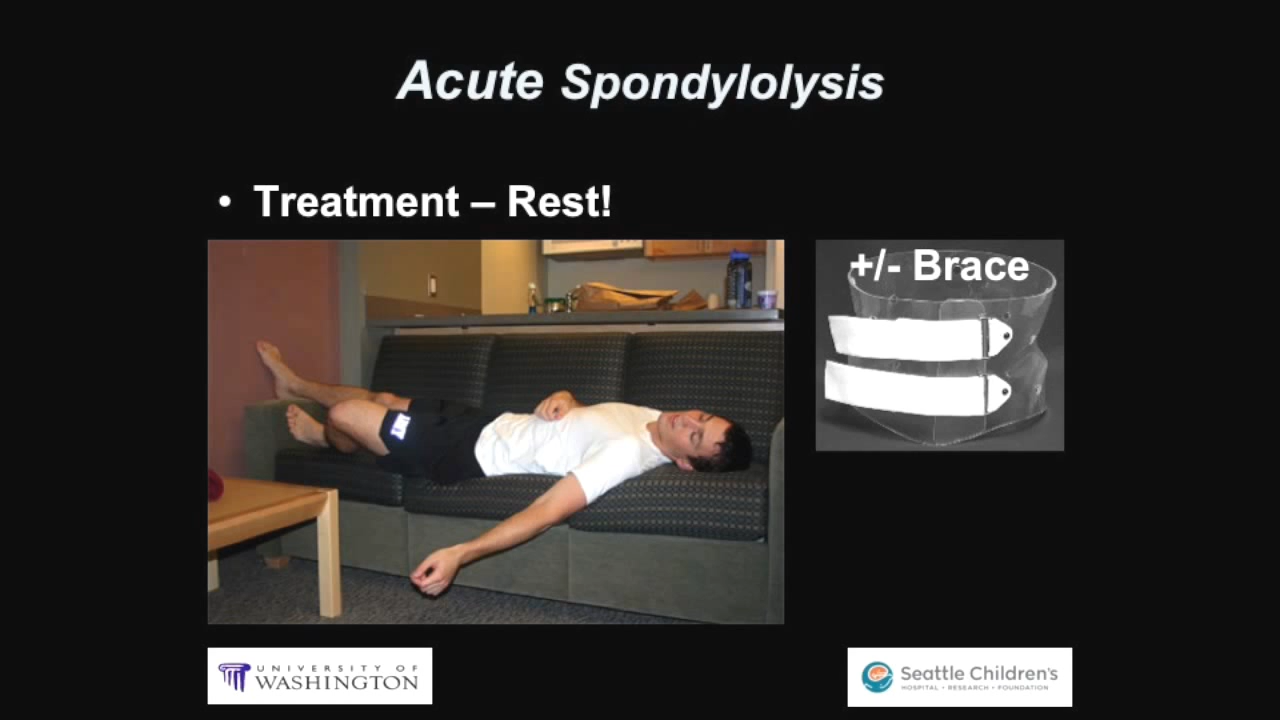 Acute Spondylolysis
• Treatment – Rest!
+/- Brace
UNIVERSITY OF
WASHINGTON
Seattle Children's
HOSPITAL • RESEARCH • FOUNDATION